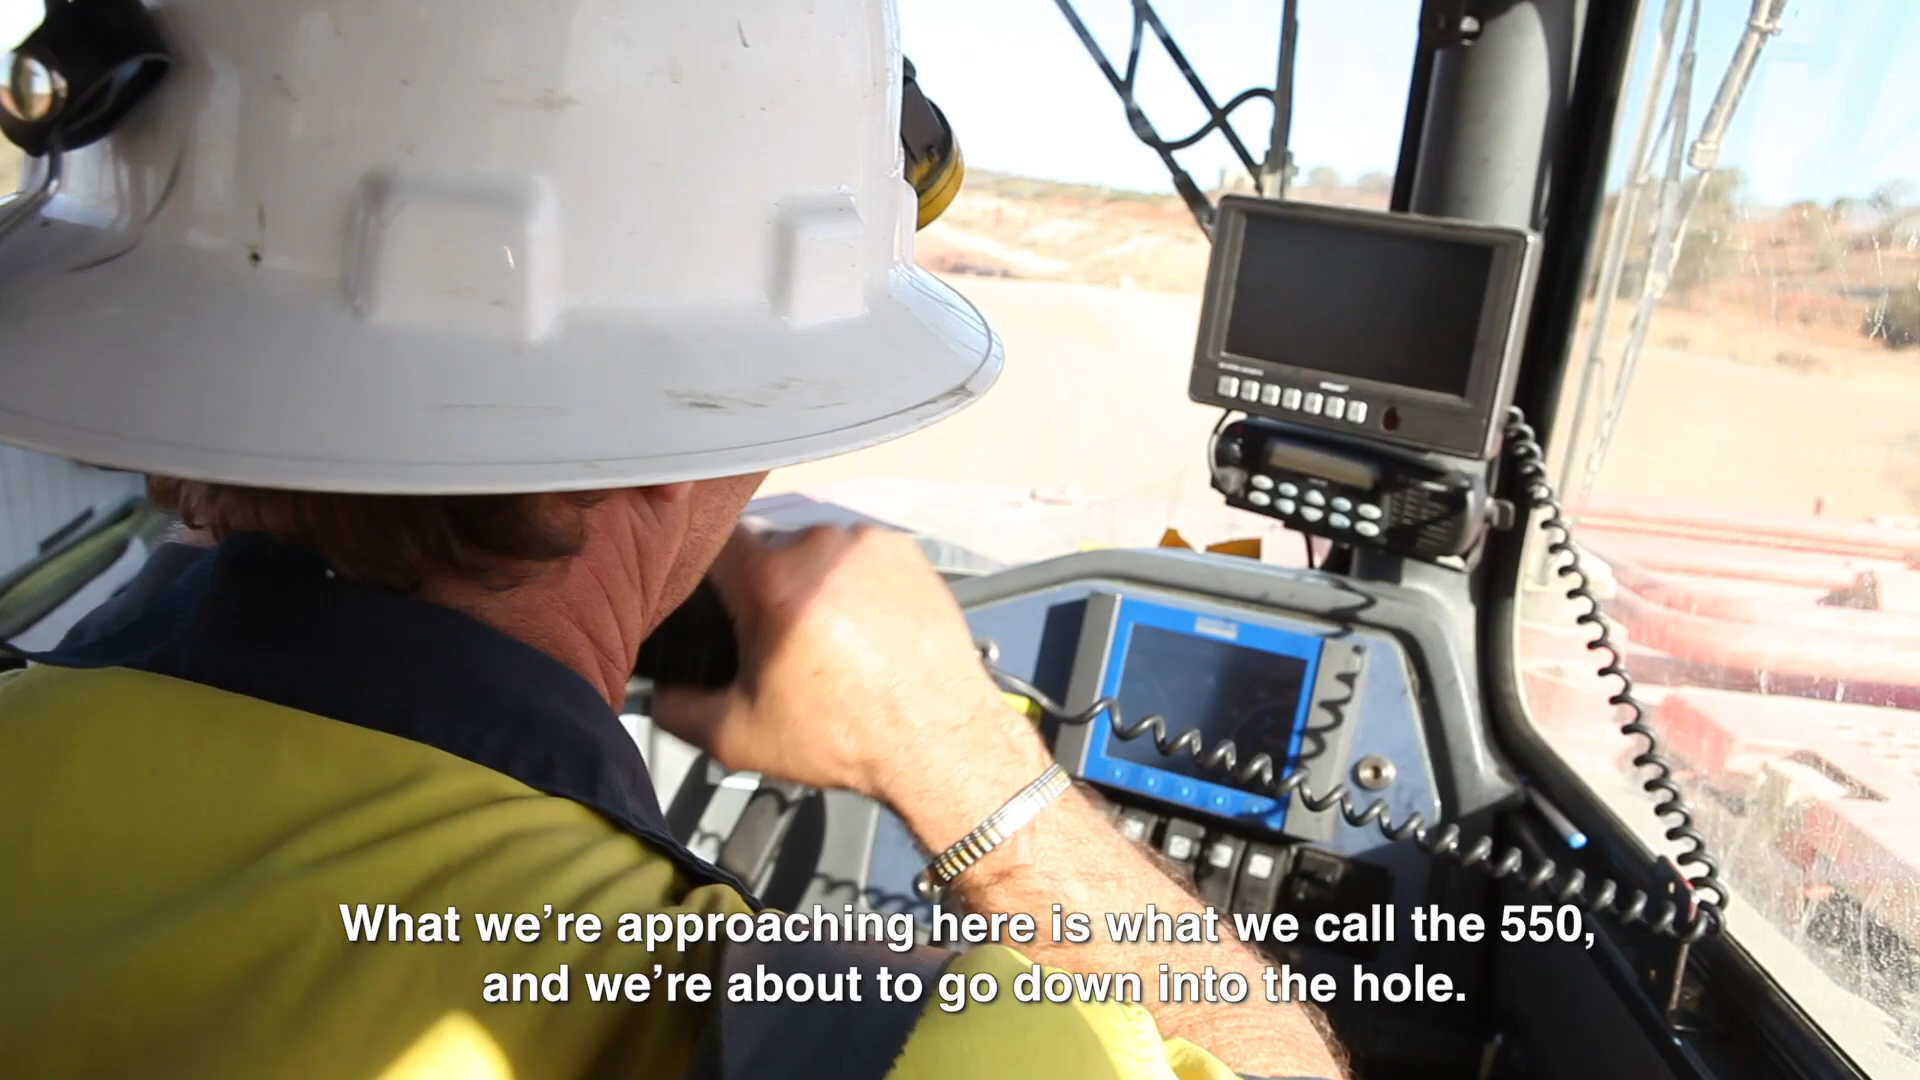 What we’re approaching here is what we call the 550,
and we’re about to go down into the hole.